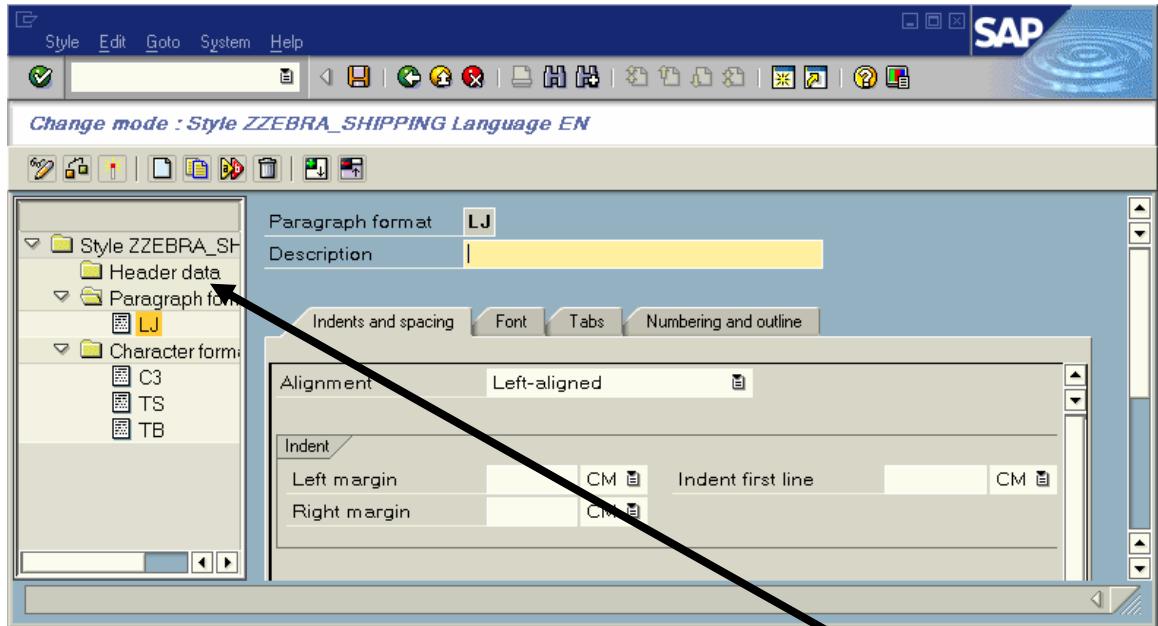 Style Edit Goto System Help
SAP
Change mode : Style ZZEBRA_SHIPPING Language EN
Style ZZEBRA_SH
Header data
Paragraph form
LJ
Character form
C3
TS
TB
Paragraph format LJ
Description
Indents and spacing Font Tabs Numbering and outline
Alignment Left-aligned
Indent
Left margin CM Indent first line CM
Right margin CM